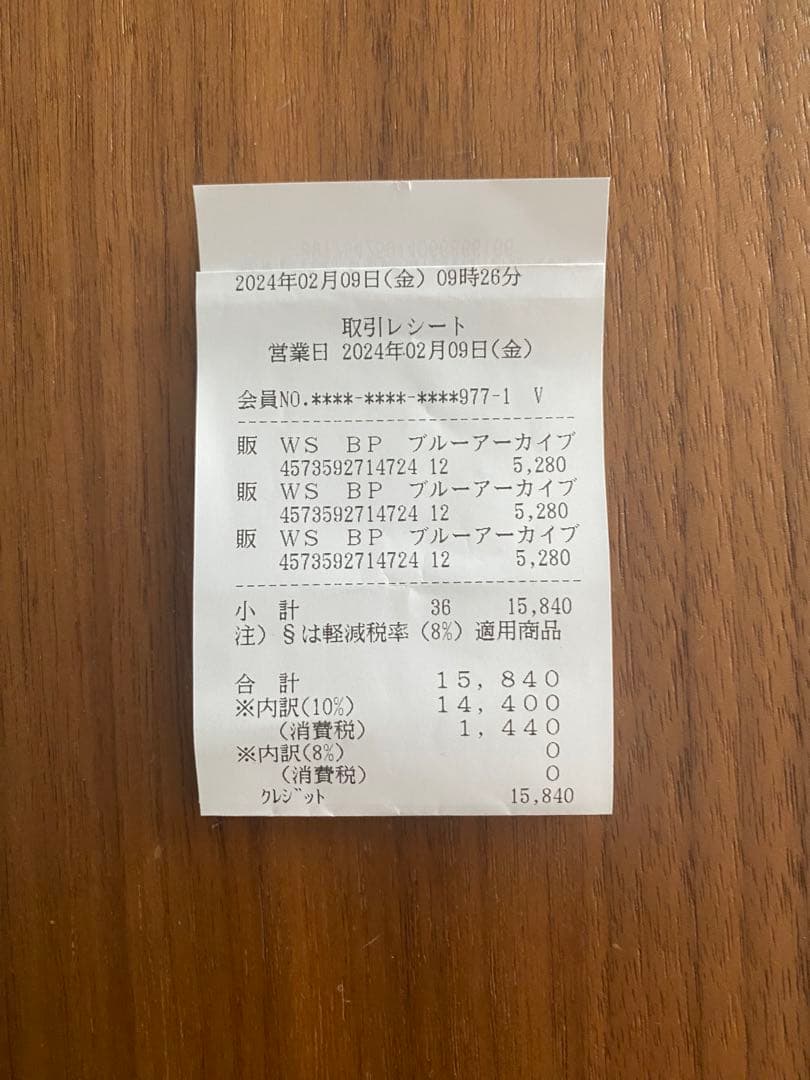 2024年02月09日(金) 09時26分
取引レシート
営業日 2024年02月09日(金)
会員NO.****-****-****977-1 V
販 WS BP ブルーアーカイブ
4573592714724 12 5,280
販 WS BP ブルーアーカイブ
4573592714724 12 5,280
販 WS BP ブルーアーカイブ
4573592714724 12 5,280
小 計 36 15,840
注) §は軽減税率(8%)適用商品
合 計 15,840
※内訳(10%) 14,400
(消費税) 1,440
※内訳(8%) 0
(消費税) 0
クレジット 15,840